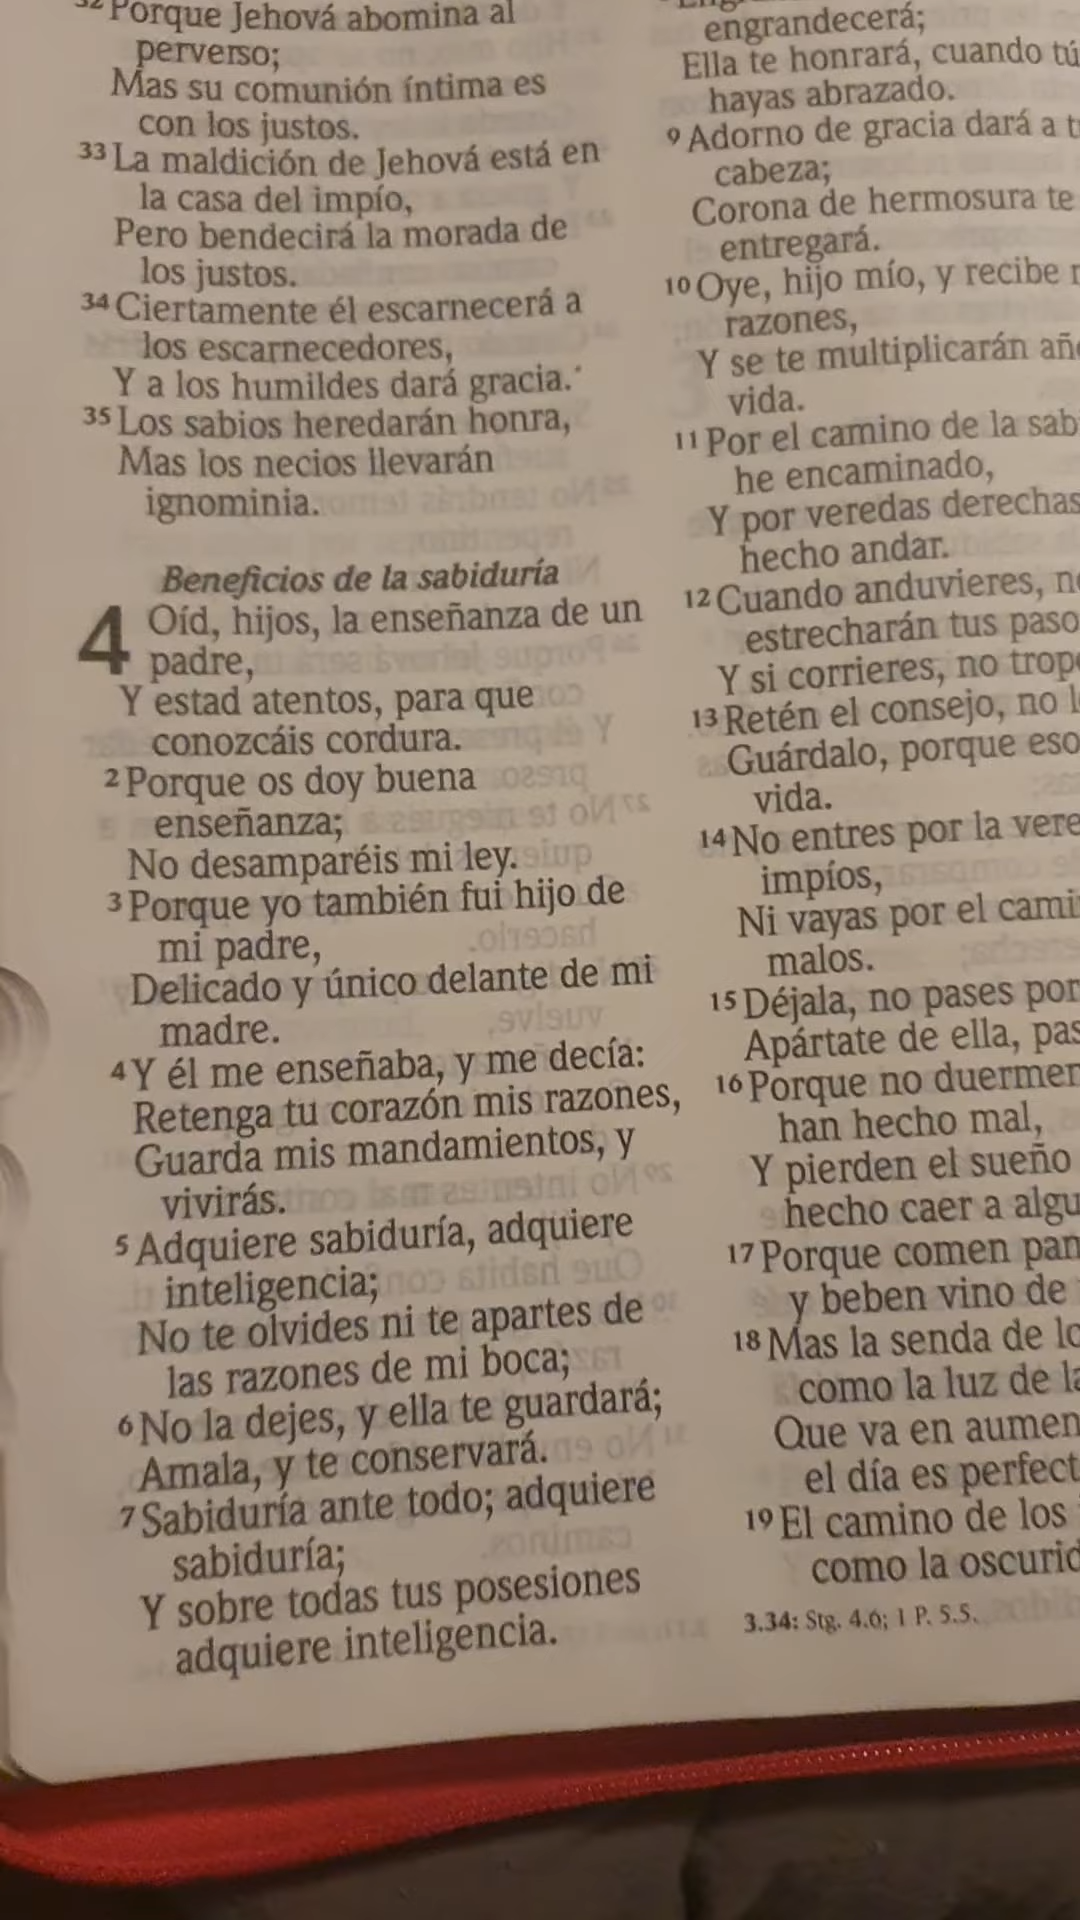 32 Porque Jehová abomina al
perverso;
Mas su comunión íntima es
con los justos.
33 La maldición de Jehová está en
la casa del impío,
Pero bendecirá la morada de
los justos.
34 Ciertamente él escarnecerá a
los escarnecedores,
Y a los humildes dará gracia.
35 Los sabios heredarán honra,
Mas los necios llevarán
ignominia.
Beneficios de la sabiduría
4 Oíd, hijos, la enseñanza de un
padre,
Y estad atentos, para que
conozcáis cordura.
2 Porque os doy buena
enseñanza;
No desamparéis mi ley.
3 Porque yo también fui hijo de
mi padre,
Delicado y único delante de mi
madre.
4 Y él me enseñaba, y me decía:
Retenga tu corazón mis razones,
Guarda mis mandamientos, y
vivirás.
5 Adquiere sabiduría, adquiere
inteligencia;
No te olvides ni te apartes de
las razones de mi boca;
6 No la dejes, y ella te guardará;
Amala, y te conservará.
7 Sabiduría ante todo; adquiere
sabiduría;
Y sobre todas tus posesiones
adquiere inteligencia.
engrandecerá;
Ella te honrará, cuando tú
hayas abrazado.
9 Adorno de gracia dará a
cabeza;
Corona de hermosura te
entregará.
10 Oye, hijo mío, y recibe
razones,
Y se te multiplicarán
vida.
11 Por el camino de la
he encaminado,
Y por veredas derechas
hecho andar.
12 Cuando anduvieres,
estrecharán tus
Y si corrieres, no
13 Retén el consejo, no
Guárdalo, porque eso
vida.
14 No entres por la
impíos,
Ni vayas por el
malos.
15 Déjala, no pases por
Apártate de ella,
16 Porque no duermen
han hecho mal,
Y pierden el sueño
hecho caer a
17 Porque comen pan
y beben vino de
18 Mas la senda de
como la luz de
Que va en
el día es
19 El camino de los
como la
3.34: Stg. 4.6; 1 P. 5.5.